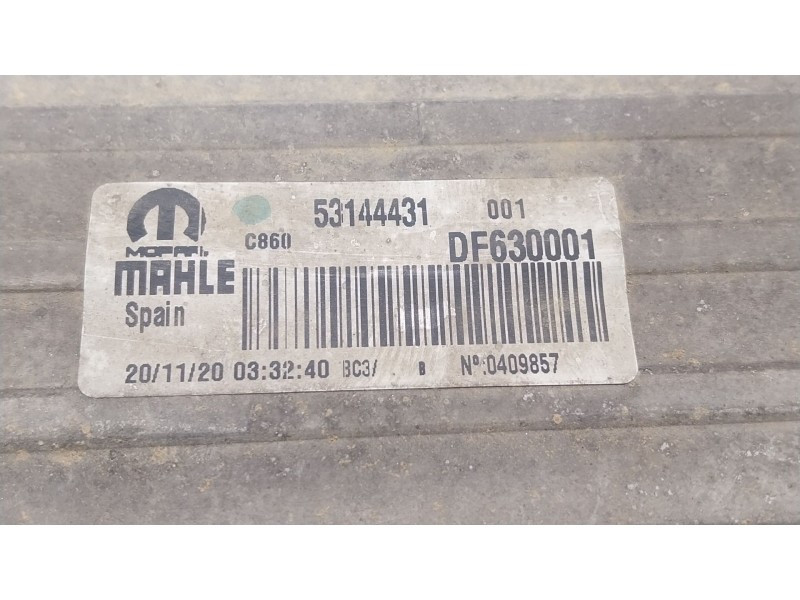 53144431 001
MOPAR C860 DF630001
MAHLE
Spain
20/11/20 03:32:40 BC3/ B Nº:0409857